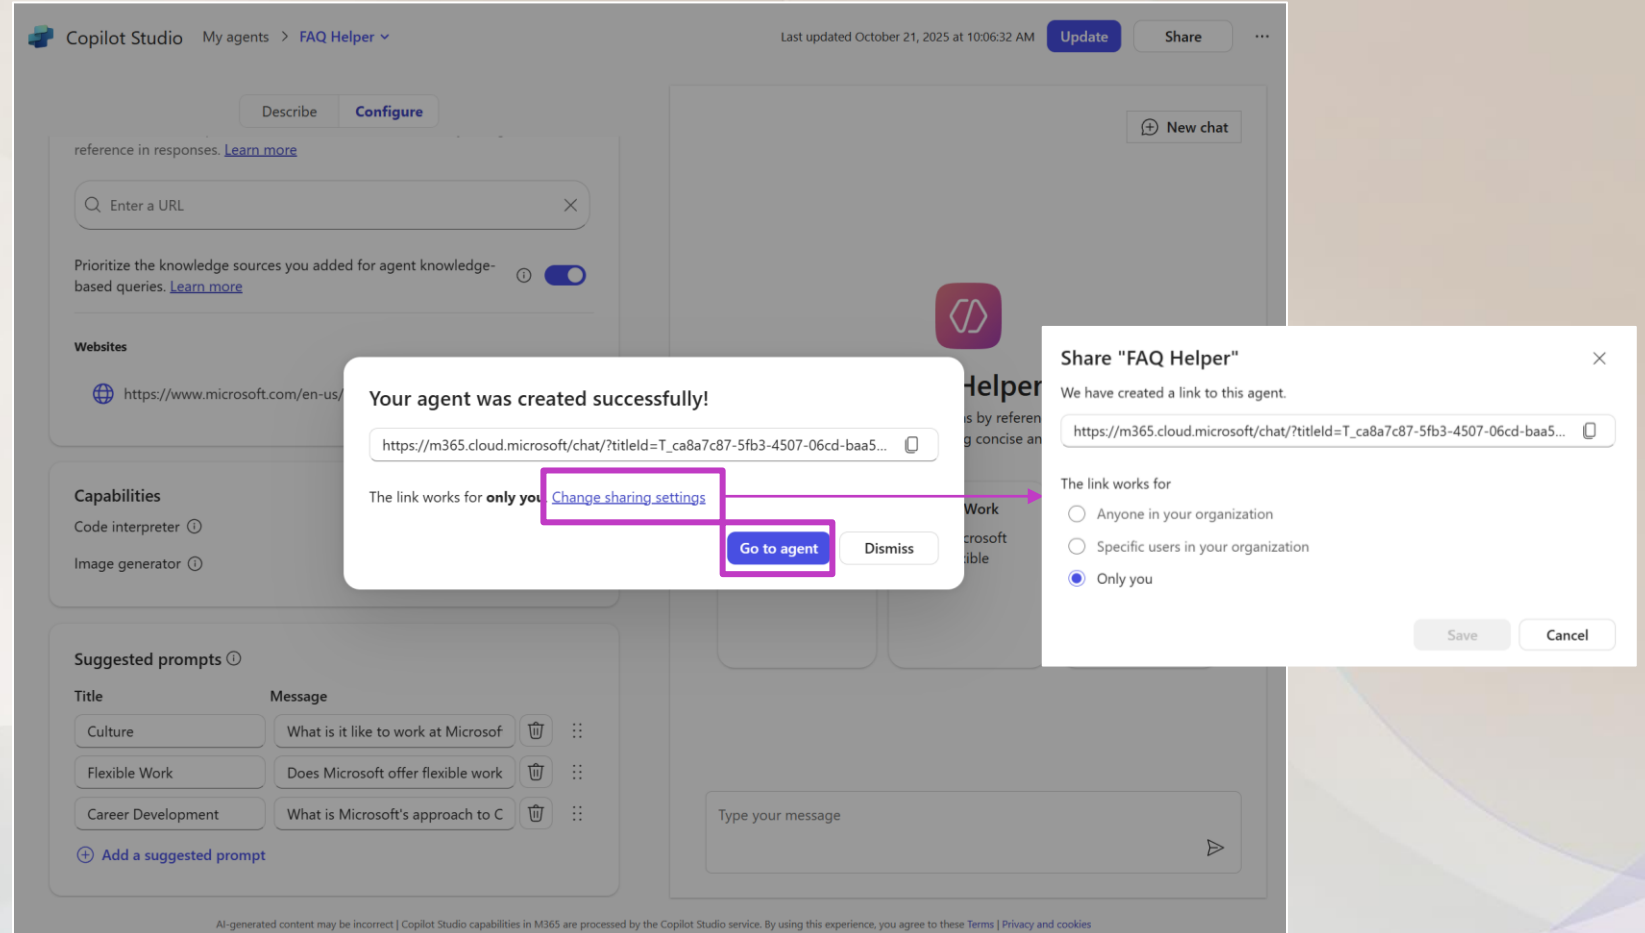 Copilot Studio My agents > FAQ Helper
Last updated October 21, 2025 at 10:06:32 AM Update Share ...
Describe Configure
reference in responses. Learn more
Enter a URL
Prioritize the knowledge sources you added for agent knowledge-
based queries. Learn more
Websites
https://www.microsoft.com/en-us/
Capabilities
Code interpreter
Image generator
Suggested prompts
Title Message
Culture What is it like to work at Microsof
Flexible Work Does Microsoft offer flexible work
Career Development What is Microsoft's approach to C
Add a suggested prompt
New chat
Helper
is by referen
g concise an
Work
crosoft
ible
Type your message
AI-generated content may be incorrect | Copilot Studio capabilities in M365 are processed by the Copilot Studio service. By using this experience, you agree to these Terms | Privacy and cookies
Your agent was created successfully!
https://m365.cloud.microsoft/chat/?titleId=T_ca8a7c87-5fb3-4507-06cd-baa5...
The link works for only you Change sharing settings
Go to agent Dismiss
Share "FAQ Helper"
We have created a link to this agent.
https://m365.cloud.microsoft/chat/?titleId=T_ca8a7c87-5fb3-4507-06cd-baa5...
The link works for
Anyone in your organization
Specific users in your organization
Only you
Save Cancel